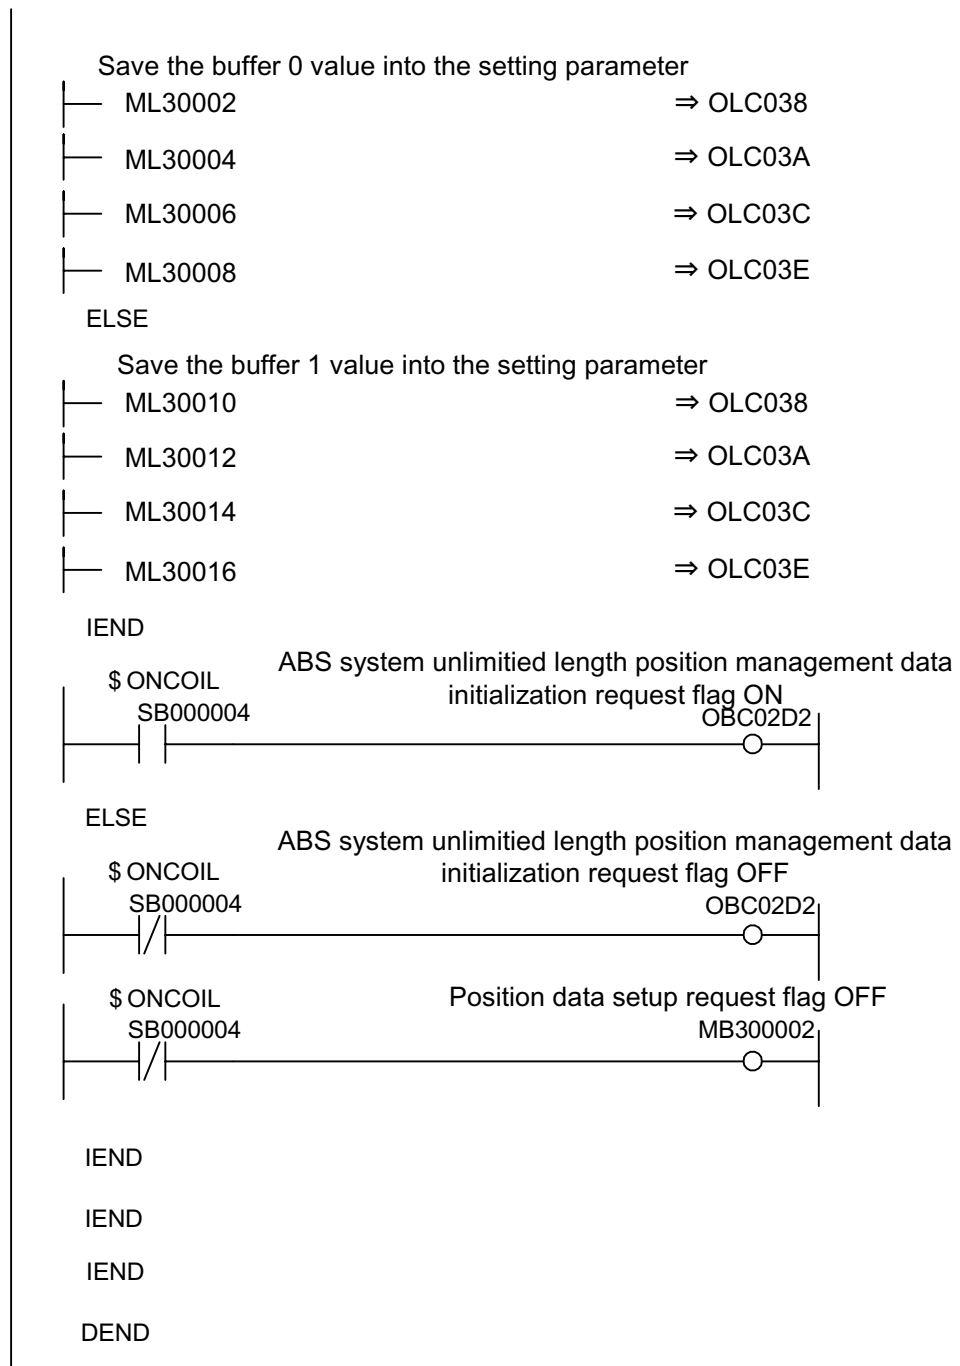 Save the buffer 0 value into the setting parameter
ML30002 ⇒ OLC038
ML30004 ⇒ OLC03A
ML30006 ⇒ OLC03C
ML30008 ⇒ OLC03E
ELSE
Save the buffer 1 value into the setting parameter
ML30010 ⇒ OLC038
ML30012 ⇒ OLC03A
ML30014 ⇒ OLC03C
ML30016 ⇒ OLC03E
IEND
ABS system unlimitied length position management data
$ ONCOIL initialization request flag ON
SB000004 OBC02D2
ELSE
ABS system unlimitied length position management data
$ ONCOIL initialization request flag OFF
SB000004 OBC02D2
$ ONCOIL Position data setup request flag OFF
SB000004 MB300002
IEND
IEND
IEND
DEND